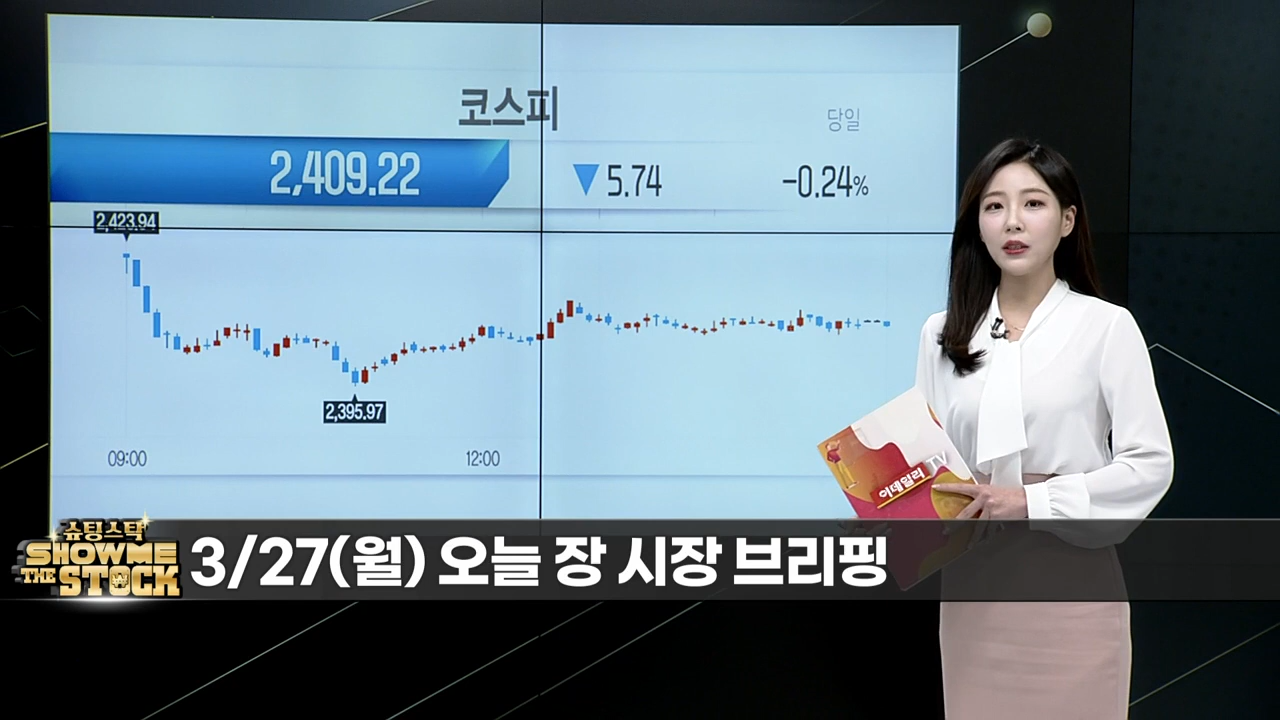 코스피
당일
2,409.22
▼5.74
-0.24%
2,423.94
2,395.97
09:00
12:00
이데일리 TV
슈팅스탁
SHOW ME
THE STOCK
3/27(월) 오늘 장 시장 브리핑